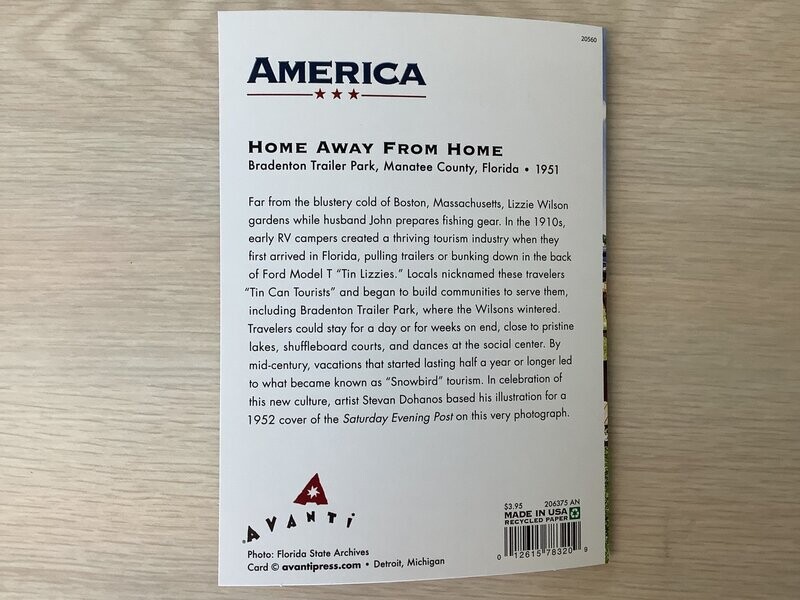 20560
AMERICA
HOME AWAY FROM HOME
Bradenton Trailer Park, Manatee County, Florida • 1951
Far from the blustery cold of Boston, Massachusetts, Lizzie Wilson
gardens while husband John prepares fishing gear. In the 1910s,
early RV campers created a thriving tourism industry when they
first arrived in Florida, pulling trailers or bunking down in the back
of Ford Model T “Tin Lizzies.” Locals nicknamed these travelers
“Tin Can Tourists” and began to build communities to serve them,
including Bradenton Trailer Park, where the Wilsons wintered.
Travelers could stay for a day or for weeks on end, close to pristine
lakes, shuffleboard courts, and dances at the social center. By
mid-century, vacations that started lasting half a year or longer led
to what became known as “Snowbird” tourism. In celebration of
this new culture, artist Stevan Dohanos based his illustration for a
1952 cover of the Saturday Evening Post on this very photograph.
AVANTI
Photo: Florida State Archives
Card © avantipress.com • Detroit, Michigan
$3.95 206375 AN
MADE IN USA
RECYCLED PAPER
0 12615 78320 9